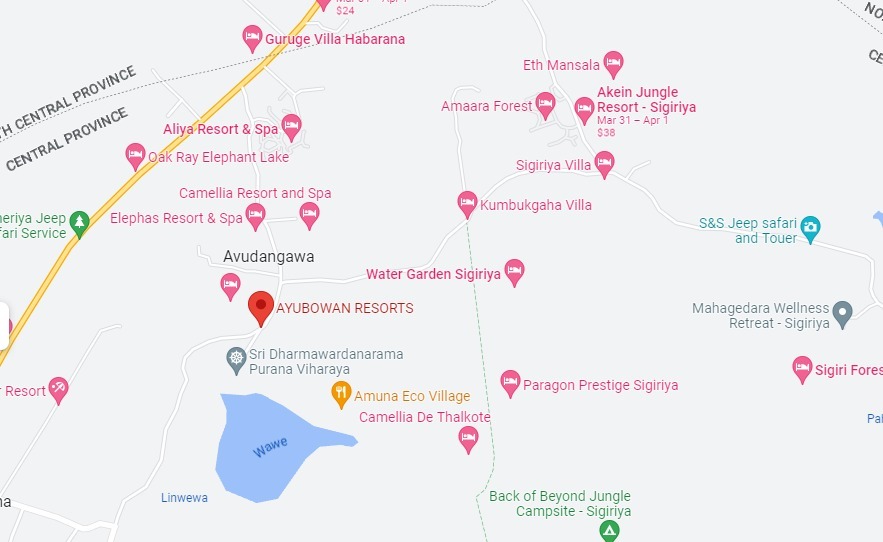 $24
Guruge Villa Habarana
CENTRAL PROVINCE
CENTRAL PROVINCE
Eth Mansala
Akein Jungle
Resort - Sigiriya
Mar 31 – Apr 1
$38
Amaara Forest
Aliya Resort & Spa
Oak Ray Elephant Lake
Sigiriya Villa
Camellia Resort and Spa
Elephas Resort & Spa
Kumbukgaha Villa
Jeep
Service
S&S Jeep safari
and Touer
Avudangawa
Water Garden Sigiriya
AYUBOWAN RESORTS
Mahagedara Wellness
Retreat - Sigiriya
Sri Dharmawardanarama
Purana Viharaya
Sigiri
Resort
Paragon Prestige Sigiriya
Amuna Eco Village
Camellia De Thalkote
Wawe
Linwewa
Back of Beyond Jungle
Campsite - Sigiriya